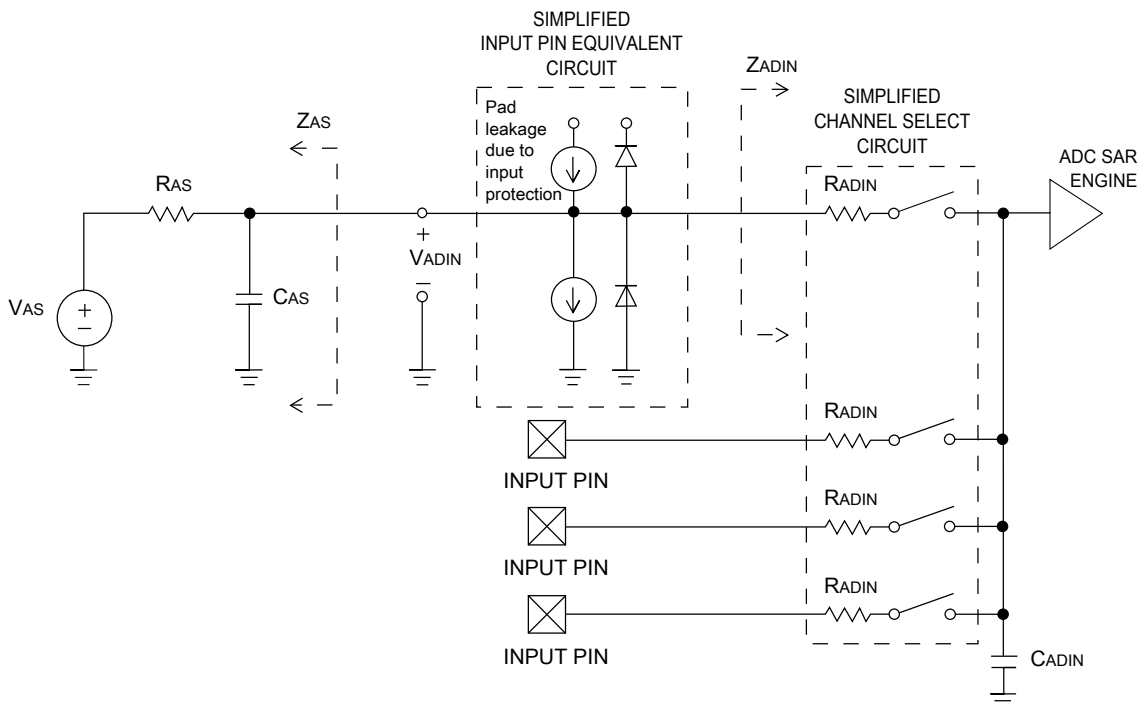 SIMPLIFIED
INPUT PIN EQUIVALENT
CIRCUIT
ZADIN
SIMPLIFIED
CHANNEL SELECT
CIRCUIT
Pad
leakage
due to
input
protection
ZAS
RAS
RADIN
ADC SAR
ENGINE
+
VADIN
–
CAS
VAS
+
–
RADIN
INPUT PIN
RADIN
INPUT PIN
RADIN
INPUT PIN
CADIN